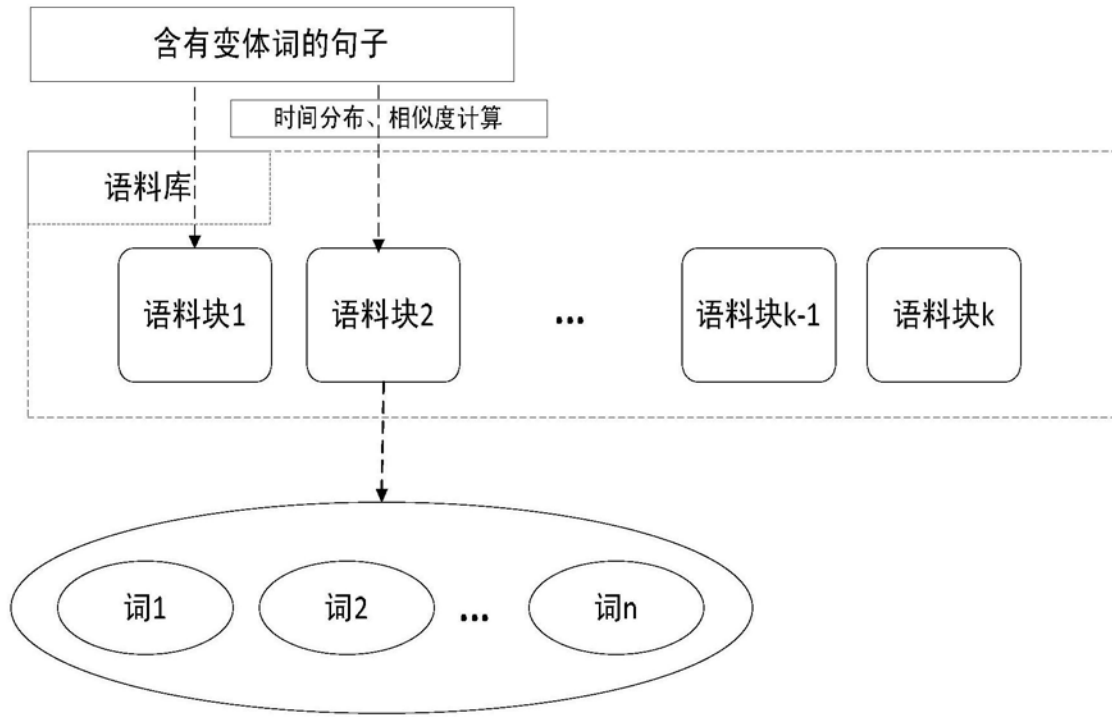 含有变体词的句子
时间分布、相似度计算
语料库
语料块1
语料块2
...
语料块k-1
语料块k
词1
词2
...
词n